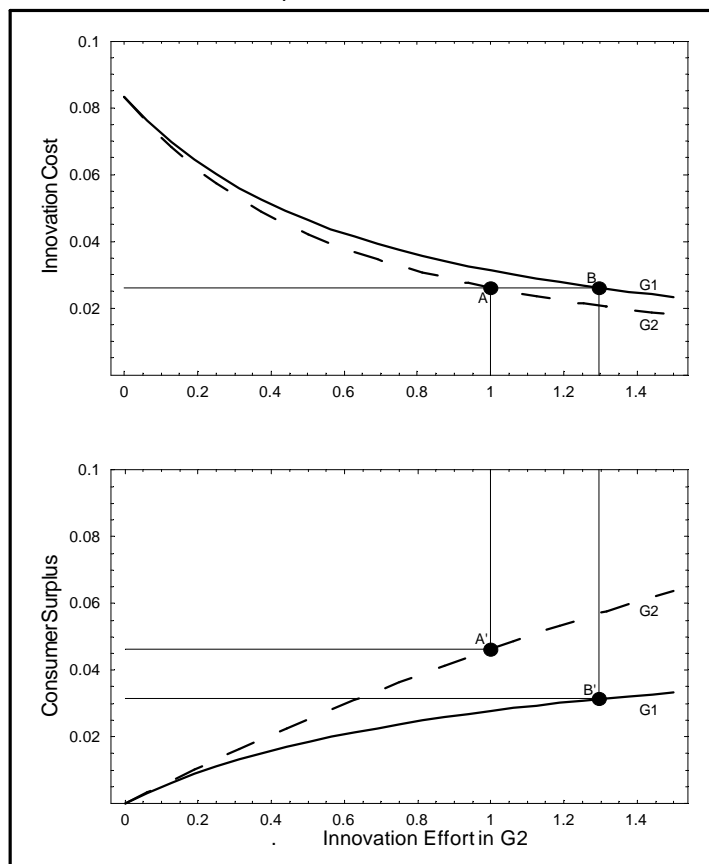 0.1
0.08
0.06
0.04
0.02
Innovation Cost
A
B
G1
G2
0 0.2 0.4 0.6 0.8 1 1.2 1.4
0.1
0.08
0.06
0.04
0.02
Consumer Surplus
A'
B'
G2
G1
0 0.2 0.4 0.6 0.8 1 1.2 1.4
. Innovation Effort in G2